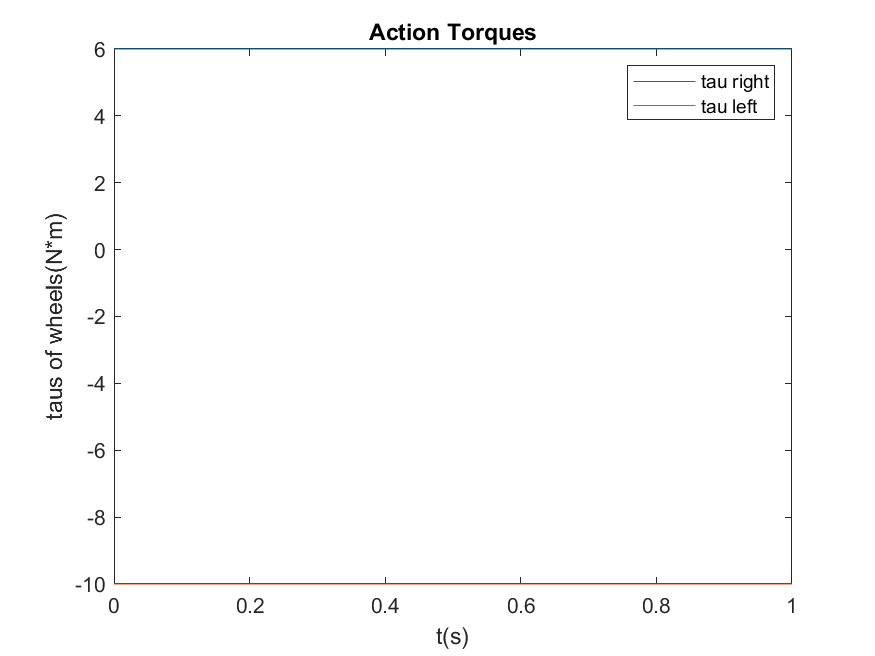 Action Torques
6
4
2
0
-2
-4
-6
-8
-10
taus of wheels(N*m)
tau right
tau left
0 0.2 0.4 0.6 0.8 1
t(s)